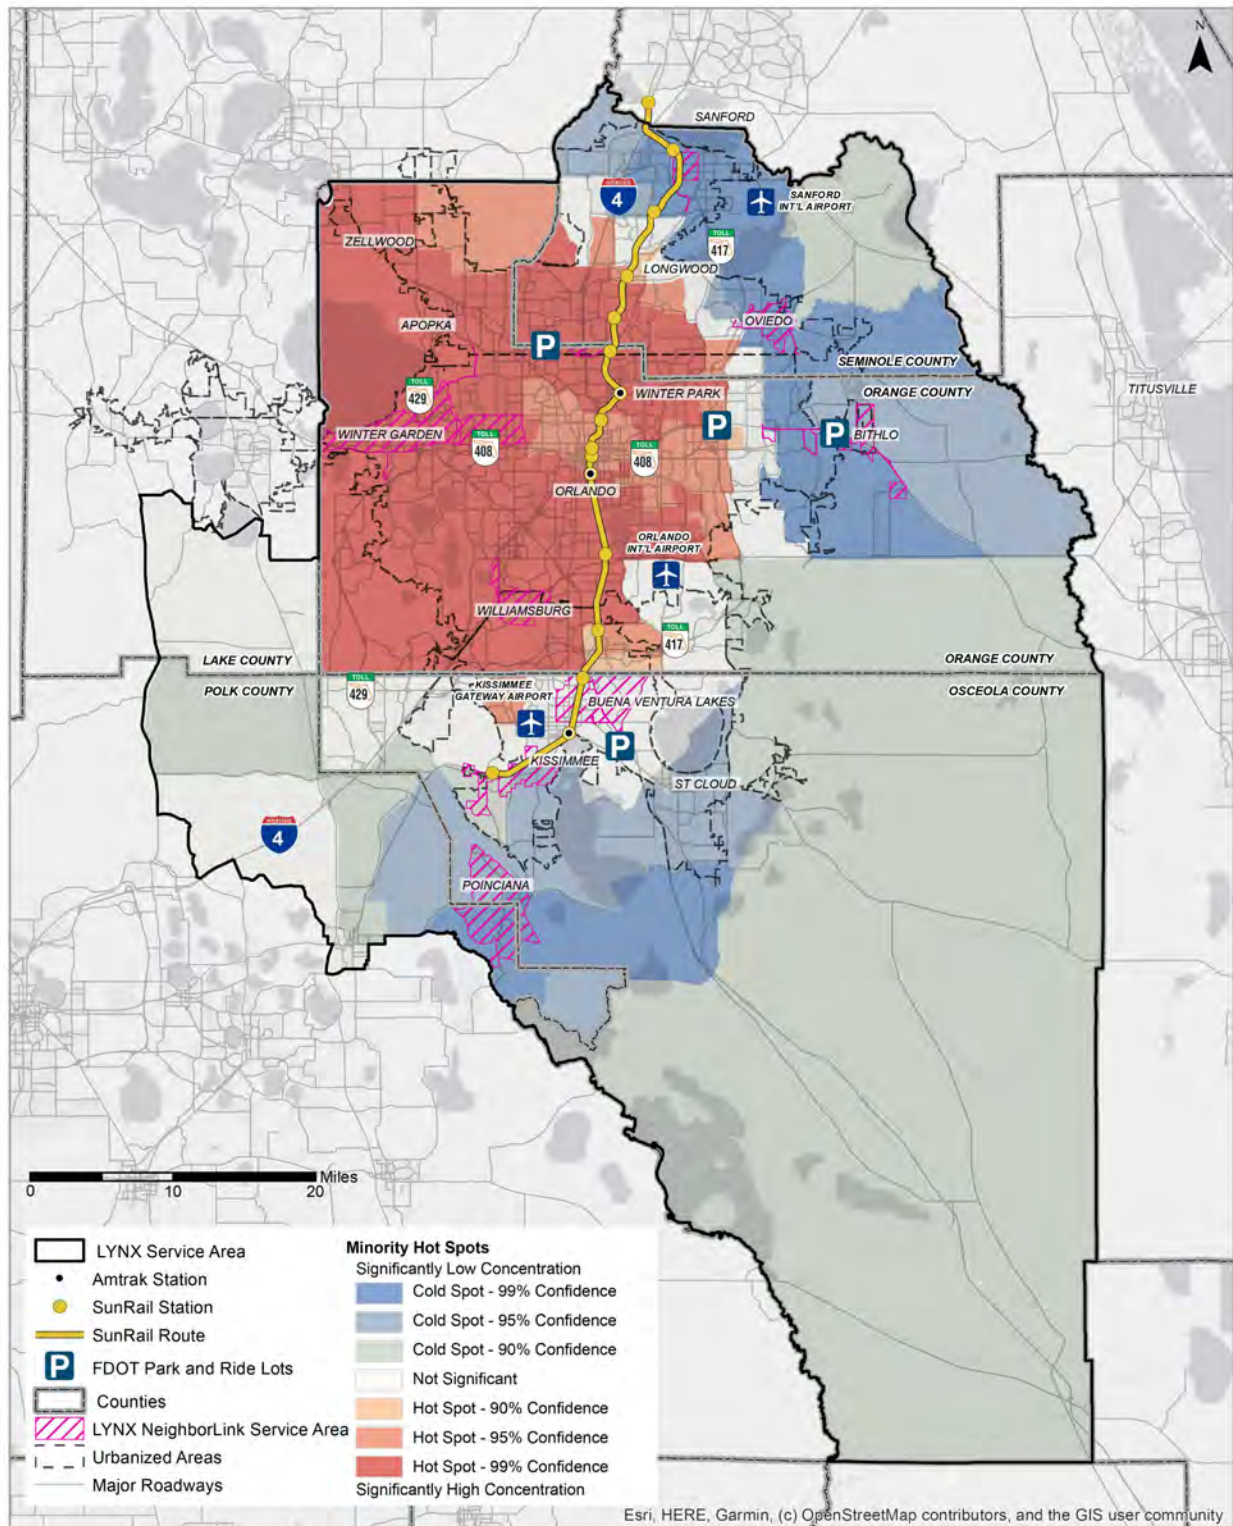 N
SANFORD
INTERSTATE
4
SANFORD
INT'L AIRPORT
ZELLWOOD
TOLL
417
LONGWOOD
APOPKA
OVIEDO
P
SEMINOLE COUNTY
TOLL
429
WINTER PARK
ORANGE COUNTY
TITUSVILLE
WINTER GARDEN
TOLL
408
TOLL
408
P
P
BITHLO
ORLANDO
ORLANDO
INT'L AIRPORT
WILLIAMSBURG
TOLL
417
LAKE COUNTY
ORANGE COUNTY
POLK COUNTY
TOLL
429
KISSIMMEE
GATEWAY AIRPORT
OSCEOLA COUNTY
BUENA VENTURA LAKES
P
KISSIMMEE
ST CLOUD
INTERSTATE
4
POINCIANA
Miles
0 10 20
LYNX Service Area
Amtrak Station
SunRail Station
SunRail Route
P FDOT Park and Ride Lots
Counties
LYNX NeighborLink Service Area
Urbanized Areas
Major Roadways
Minority Hot Spots
Significantly Low Concentration
Cold Spot - 99% Confidence
Cold Spot - 95% Confidence
Cold Spot - 90% Confidence
Not Significant
Hot Spot - 90% Confidence
Hot Spot - 95% Confidence
Hot Spot - 99% Confidence
Significantly High Concentration
Esri, HERE, Garmin, (c) OpenStreetMap contributors, and the GIS user community